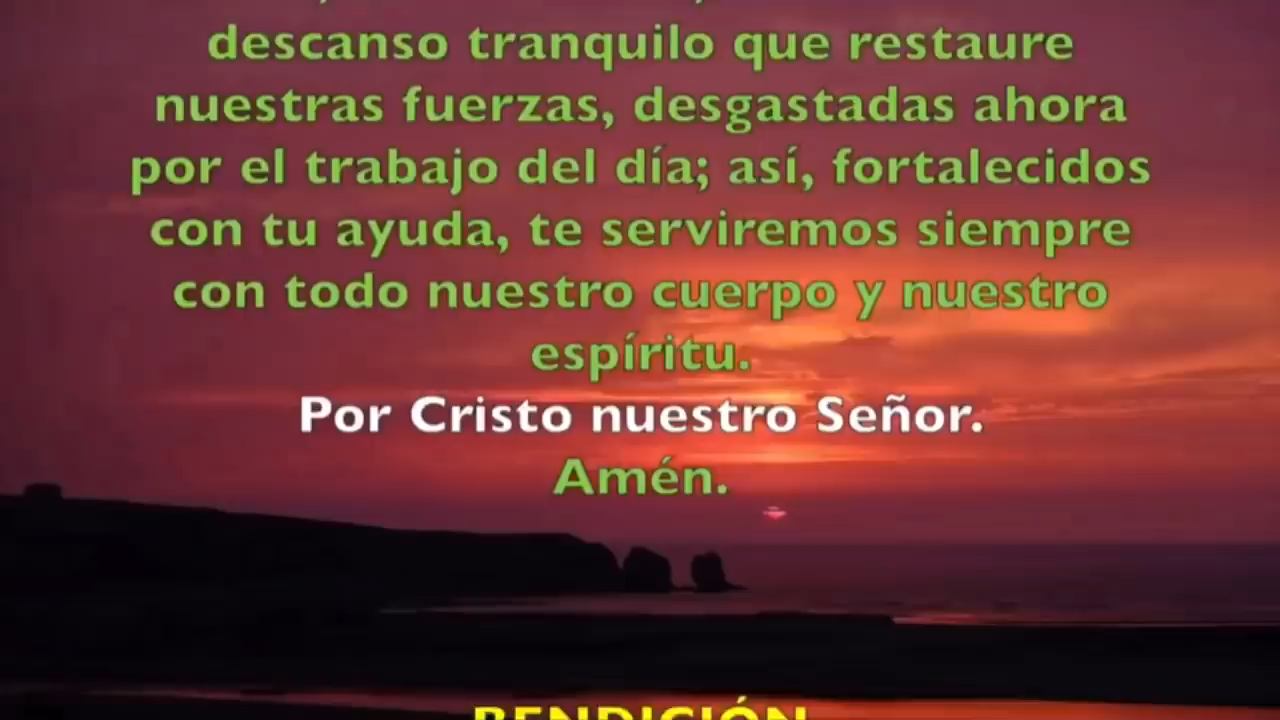 descanso tranquilo que restaure
nuestras fuerzas, desgastadas ahora
por el trabajo del día; así, fortalecidos
con tu ayuda, te serviremos siempre
con todo nuestro cuerpo y nuestro
espíritu.
Por Cristo nuestro Señor.
Amén.
BENDICIÓN